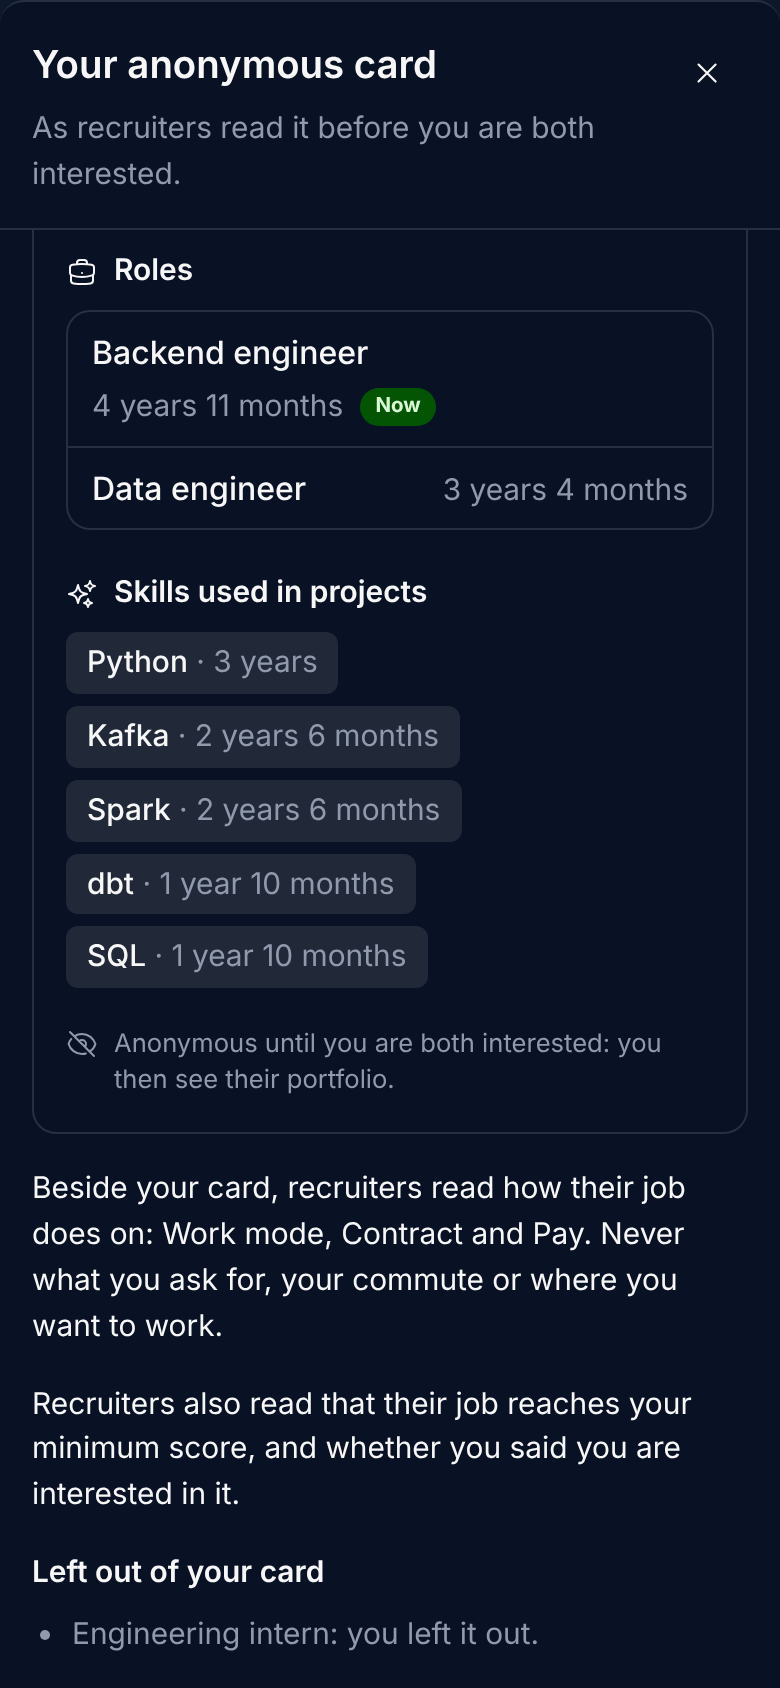 Your anonymous card
As recruiters read it before you are both
interested.
Roles
Backend engineer
4 years 11 months Now
Data engineer 3 years 4 months
Skills used in projects
Python · 3 years
Kafka · 2 years 6 months
Spark · 2 years 6 months
dbt · 1 year 10 months
SQL · 1 year 10 months
Anonymous until you are both interested: you
then see their portfolio.
Beside your card, recruiters read how their job
does on: Work mode, Contract and Pay. Never
what you ask for, your commute or where you
want to work.
Recruiters also read that their job reaches your
minimum score, and whether you said you are
interested in it.
Left out of your card
• Engineering intern: you left it out.